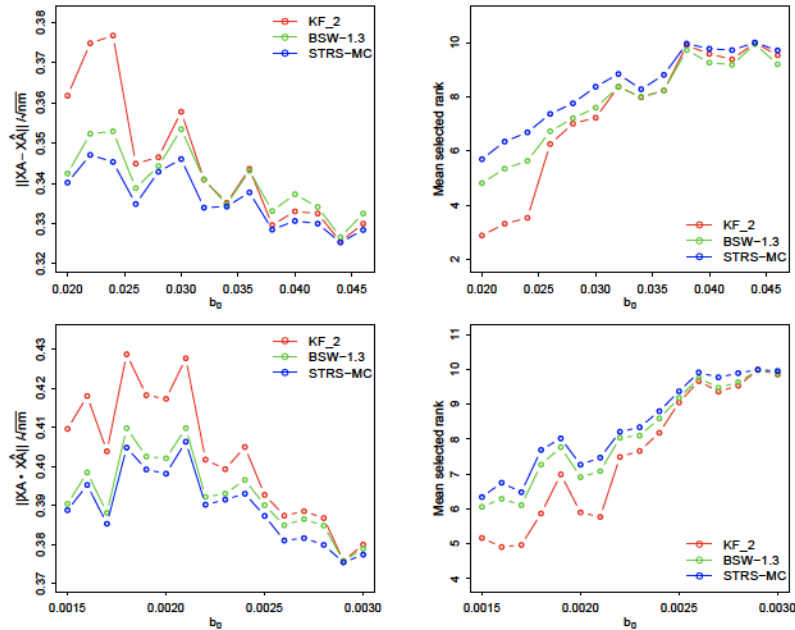 ||XA − XÂ|| /√nm
0.38
0.37
0.36
0.35
0.34
0.33
0.32
KF_2
BSW−1.3
STRS−MC
0.020 0.025 0.030 0.035 0.040 0.045
b₀
Mean selected rank
10
8
6
4
2
KF_2
BSW−1.3
STRS−MC
0.020 0.025 0.030 0.035 0.040 0.045
b₀
||XA • XÂ|| /√nm
0.43
0.42
0.41
0.40
0.39
0.38
0.37
KF_2
BSW−1.3
STRS−MC
0.0015 0.0020 0.0025 0.0030
b₀
Mean selected rank
11
10
9
8
7
6
5
4
KF_2
BSW−1.3
STRS−MC
0.0015 0.0020 0.0025 0.0030
b₀